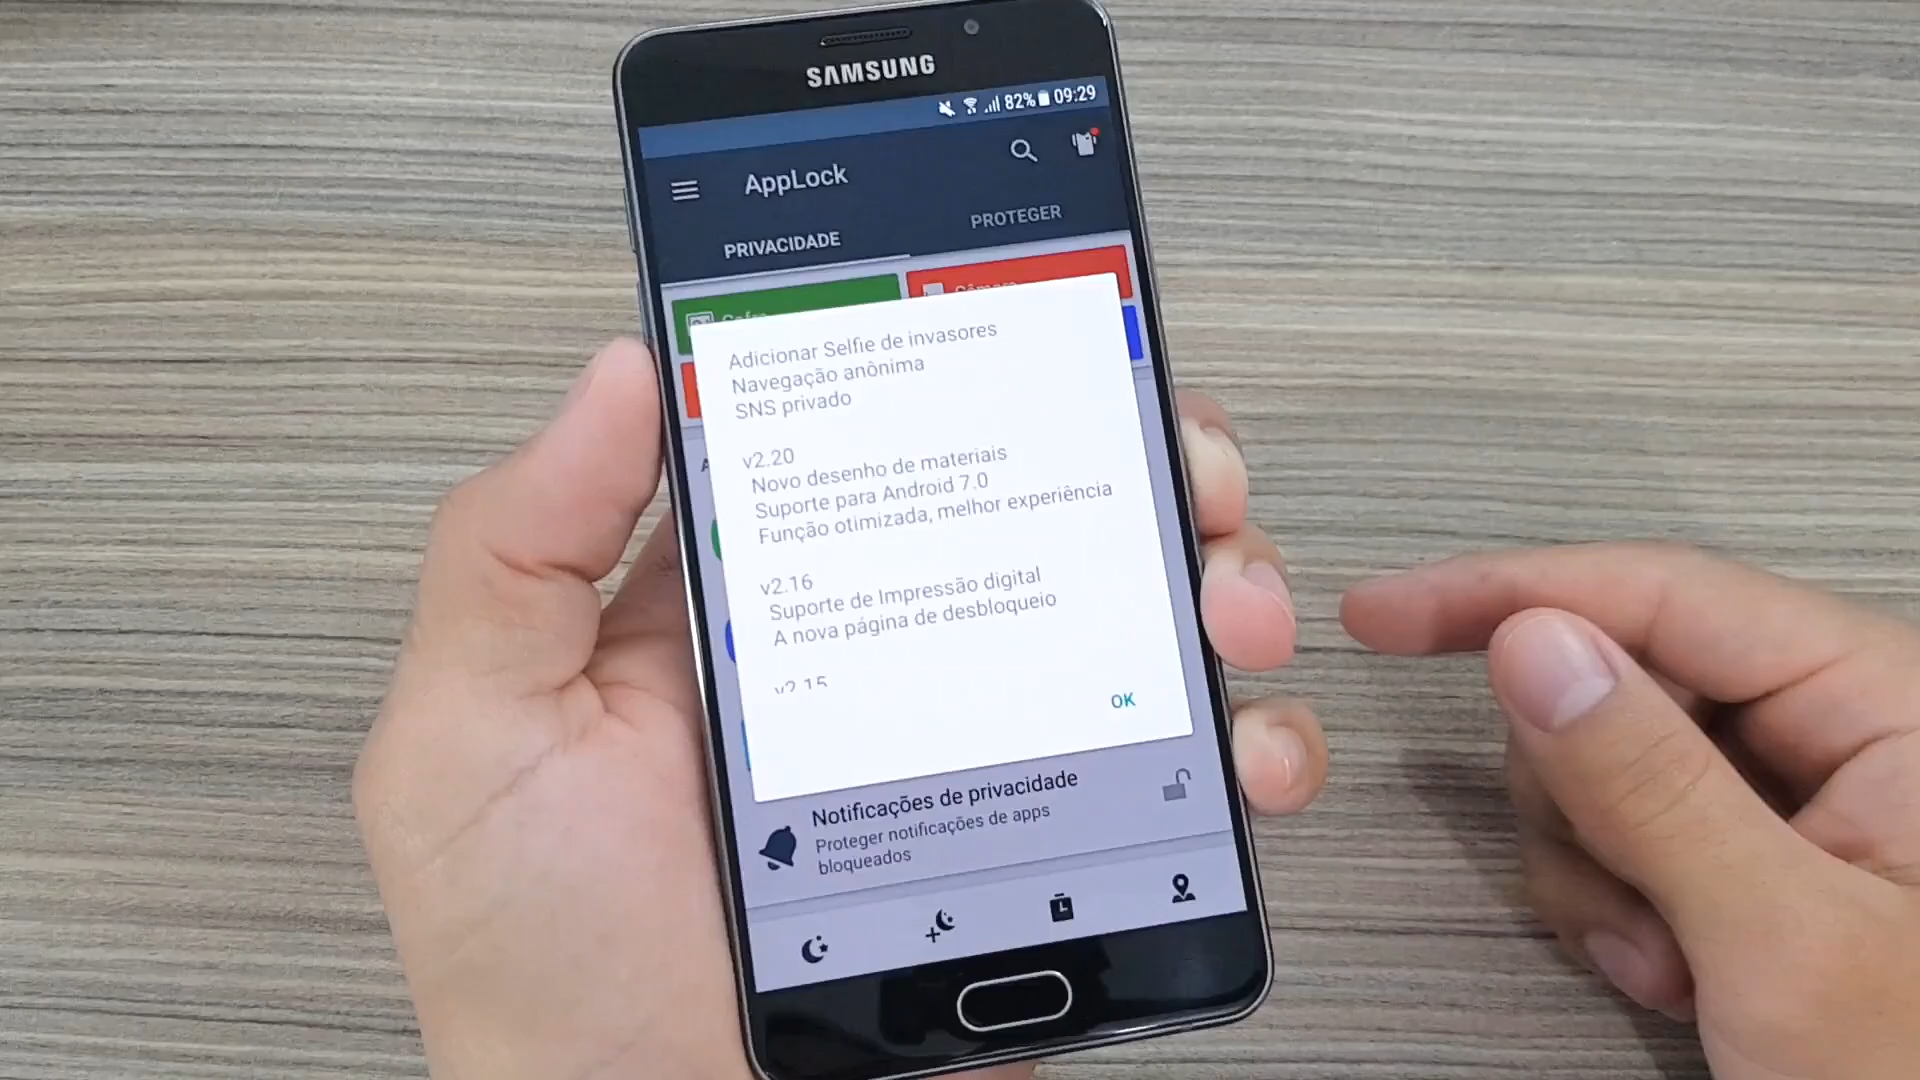 SAMSUNG
82% 09:29
AppLock
PRIVACIDADE
PROTEGER
Adicionar Selfie de invasores
Navegação anônima
SNS privado
v2.20
Novo desenho de materiais
Suporte para Android 7.0
Função otimizada, melhor experiência
v2.16
Suporte de Impressão digital
A nova página de desbloqueio
v2.15
OK
Notificações de privacidade
Proteger notificações de apps
bloqueados